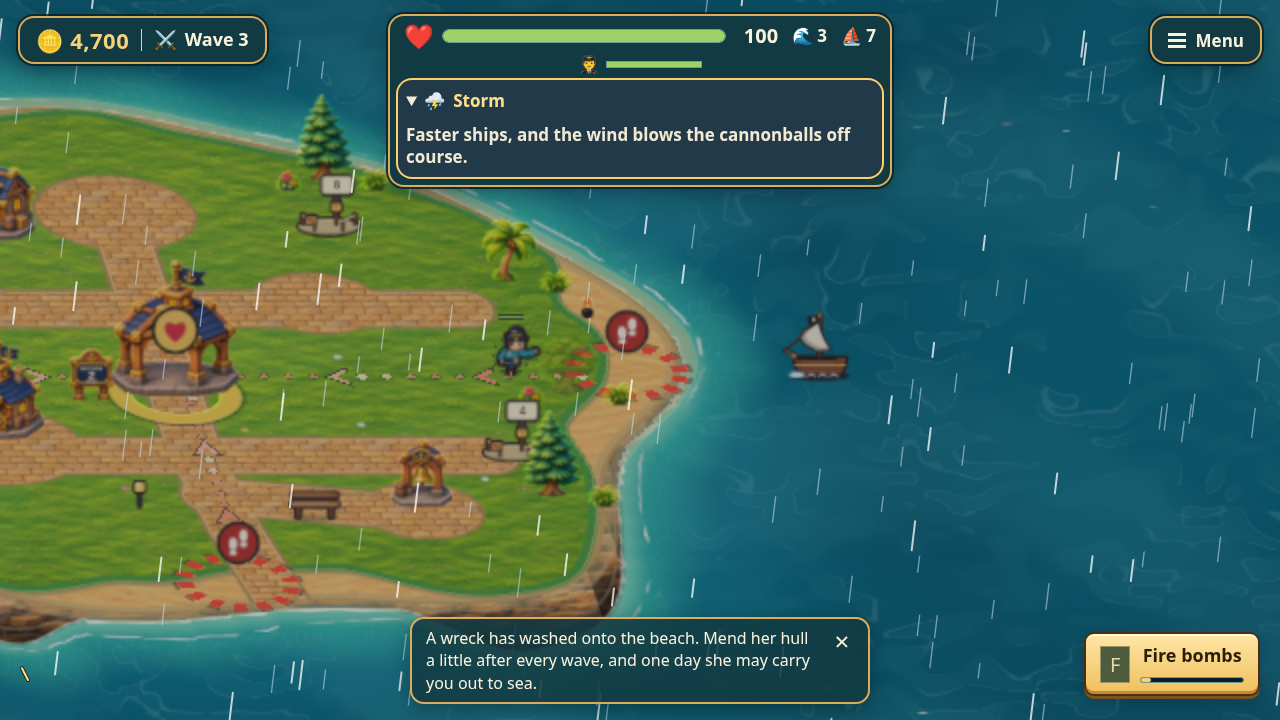 4,700
Wave 3
100
3
7
Storm
Faster ships, and the wind blows the cannonballs off
course.
Menu
8
4
A wreck has washed onto the beach. Mend her hull
a little after every wave, and one day she may carry
you out to sea.
F
Fire bombs